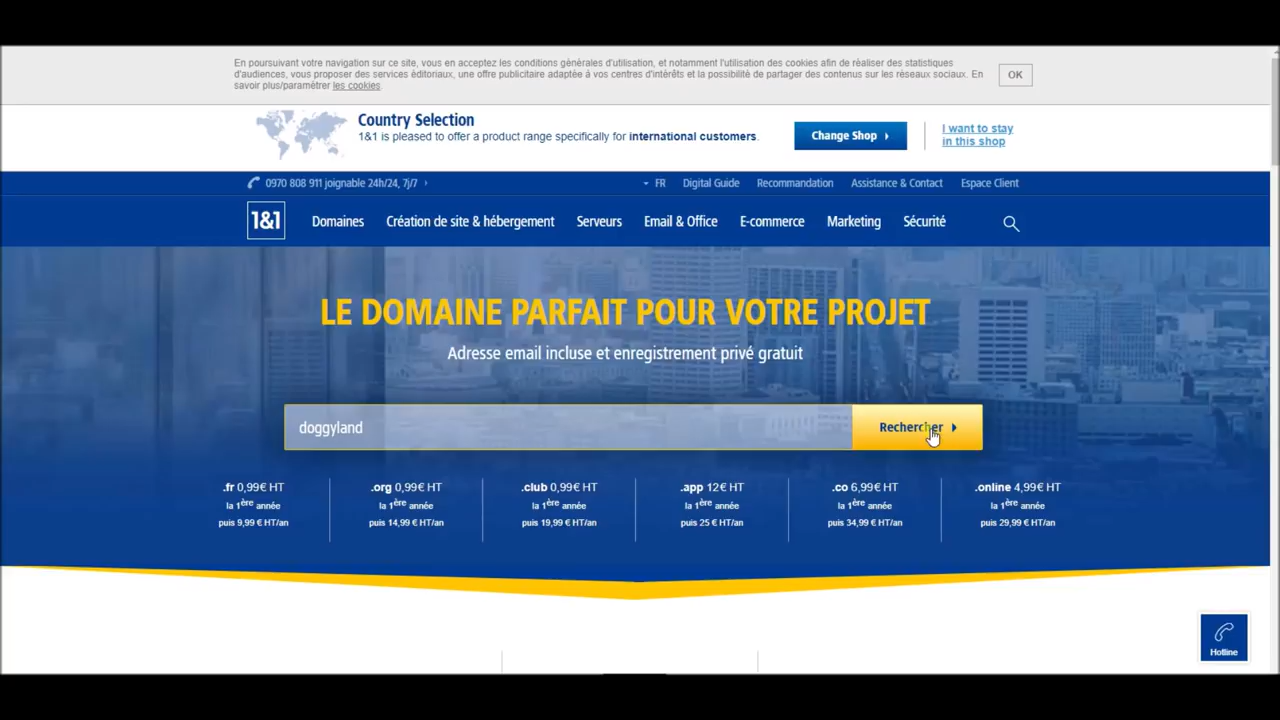 En poursuivant votre navigation sur ce site, vous en acceptez les conditions générales d'utilisation, et notamment l'utilisation des cookies afin de réaliser des statistiques
d'audiences, vous proposer des services éditoriaux, une offre publicitaire adaptée à vos centres d'intérêts et la possibilité de partager des contenus sur les réseaux sociaux. En
savoir plus/paramétrer les cookies.
OK
Country Selection
1&1 is pleased to offer a product range specifically for international customers.
Change Shop
I want to stay
in this shop
0970 808 911 joignable 24h/24, 7j/7
FR Digital Guide Recommandation Assistance & Contact Espace Client
1&1 Domaines Création de site & hébergement Serveurs Email & Office E-commerce Marketing Sécurité
LE DOMAINE PARFAIT POUR VOTRE PROJET
Adresse email incluse et enregistrement privé gratuit
doggyland Rechercher
.fr 0,99€ HT .org 0,99€ HT .club 0,99€ HT .app 12€ HT .co 6,99€ HT .online 4,99€ HT
la 1ère année la 1ère année la 1ère année la 1ère année la 1ère année la 1ère année
puis 9,99 € HT/an puis 14,99 € HT/an puis 19,99 € HT/an puis 25 € HT/an puis 34,99 € HT/an puis 29,99 € HT/an
Hotline